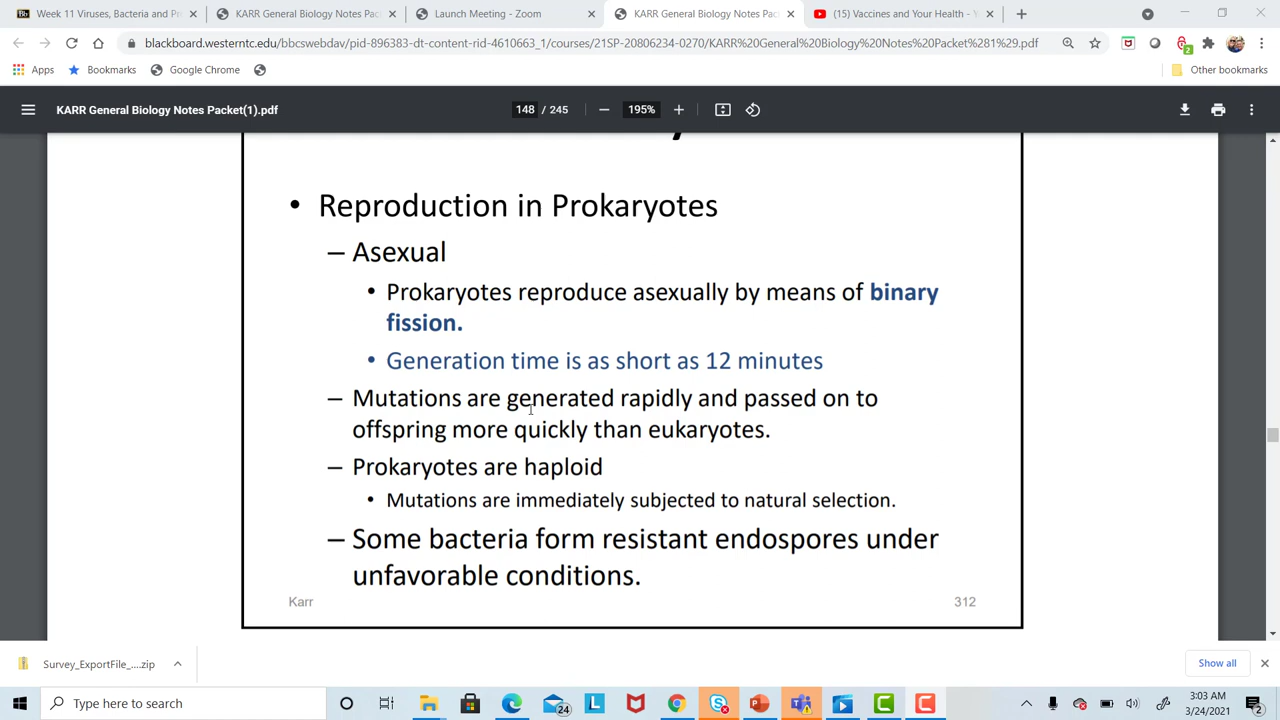 Week 11 Viruses, Bacteria and Pr
KARR General Biology Notes Pack
Launch Meeting - Zoom
KARR General Biology Notes Pack
(15) Vaccines and Your Health - Y
blackboard.westerntc.edu/bbcswebdav/pid-896383-dt-content-rid-4610663_1/courses/21SP-20806234-0270/KARR%20General%20Biology%20Notes%20Packet%281%29.pdf
2
Apps
Bookmarks
Google Chrome
Other bookmarks
KARR General Biology Notes Packet(1).pdf
148 / 245
195%
• Reproduction in Prokaryotes
– Asexual
• Prokaryotes reproduce asexually by means of binary
fission.
• Generation time is as short as 12 minutes
– Mutations are generated rapidly and passed on to
offspring more quickly than eukaryotes.
– Prokaryotes are haploid
• Mutations are immediately subjected to natural selection.
– Some bacteria form resistant endospores under
unfavorable conditions.
Karr
312
Survey_ExportFile_....zip
Show all
Type here to search
24
3:03 AM
3/24/2021
2